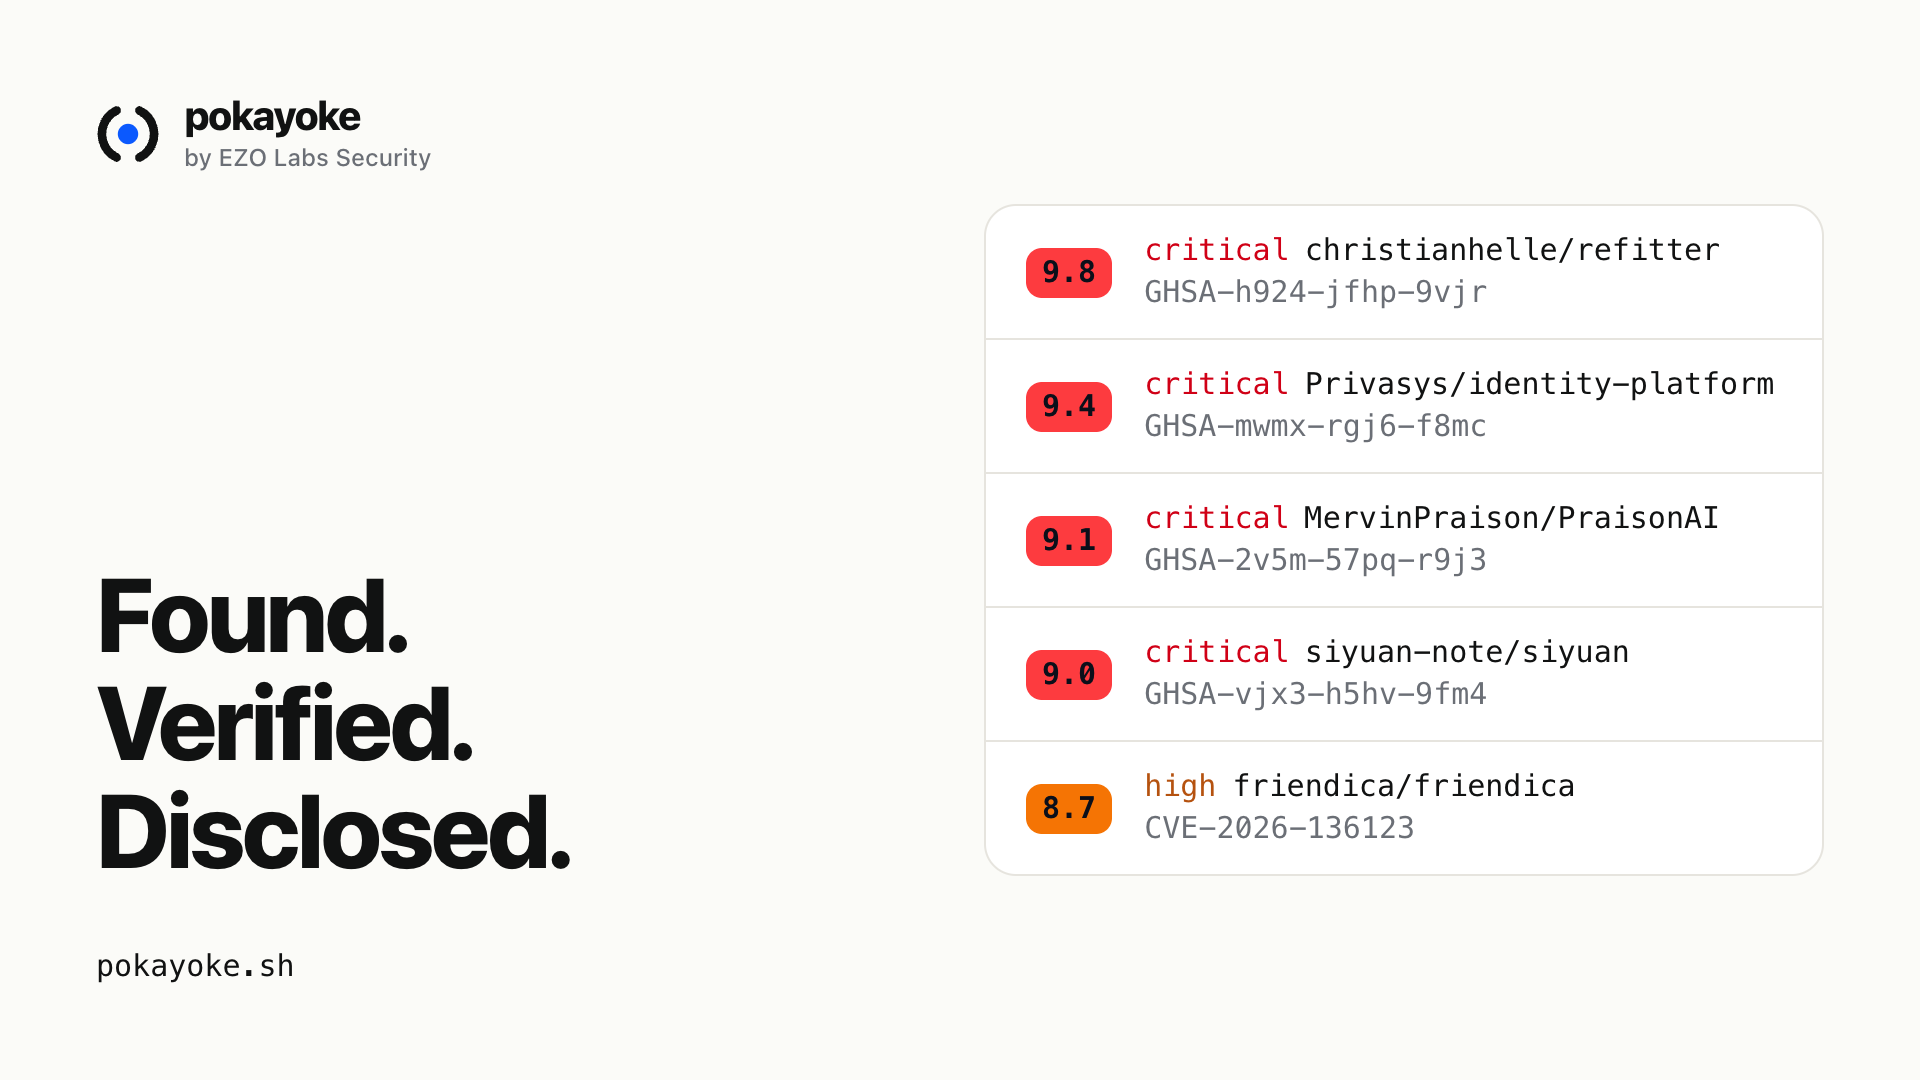 pokayoke
by EZO Labs Security
Found.
Verified.
Disclosed.
pokayoke.sh
9.8
critical christianhelle/refitter
GHSA-h924-jfhp-9vjr
9.4
critical Privasys/identity-platform
GHSA-mwmx-rgj6-f8mc
9.1
critical MervinPraison/PraisonAI
GHSA-2v5m-57pq-r9j3
9.0
critical siyuan-note/siyuan
GHSA-vjx3-h5hv-9fm4
8.7
high friendica/friendica
CVE-2026-136123